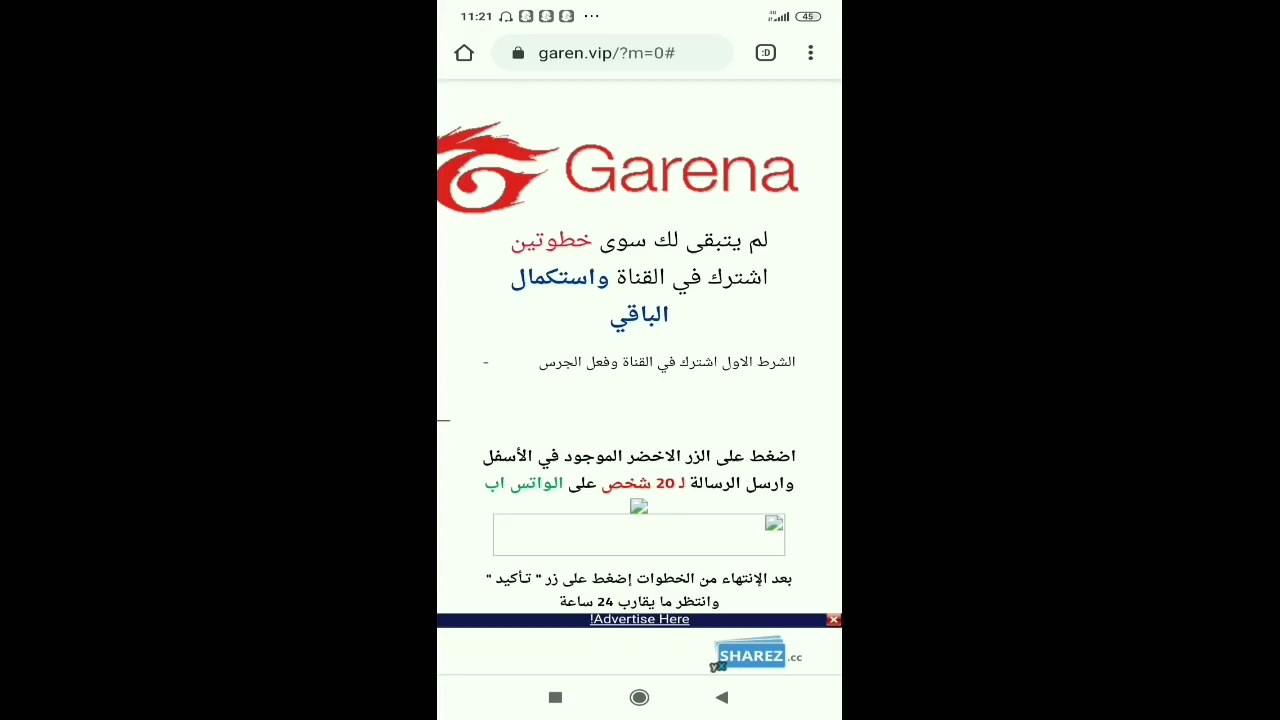 11:21
45
garen.vip/?m=0#
:D
Garena
لم يتبقى لك سوى خطوتين
اشترك في القناة واستكمال
الباقي
الشرط الاول اشترك في القناة وفعل الجرس -
اضغط على الزر الاخضر الموجود في الأسفل
وارسل الرسالة لـ 20 شخص على الواتس اب
بعد الإنتهاء من الخطوات إضغط على زر " تأكيد "
وانتظر ما يقارب 24 ساعة
!Advertise Here
SHAREZ.cc